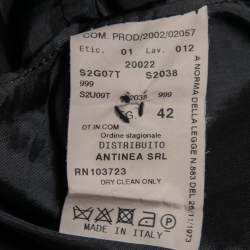 COM. PROD/2002/02057
Etic. 01 Lav. 012
20022
S2G07T S2038
999
S2U09T S2038 999
G. 42
DT.IN.COM
Ordine stagionale
DISTRIBUITO
ANTINEA SRL
RN103723
DRY CLEAN ONLY
MADE IN ITALY
A NORMA DELLA LEGGE N.883 DEL 26/11/1973